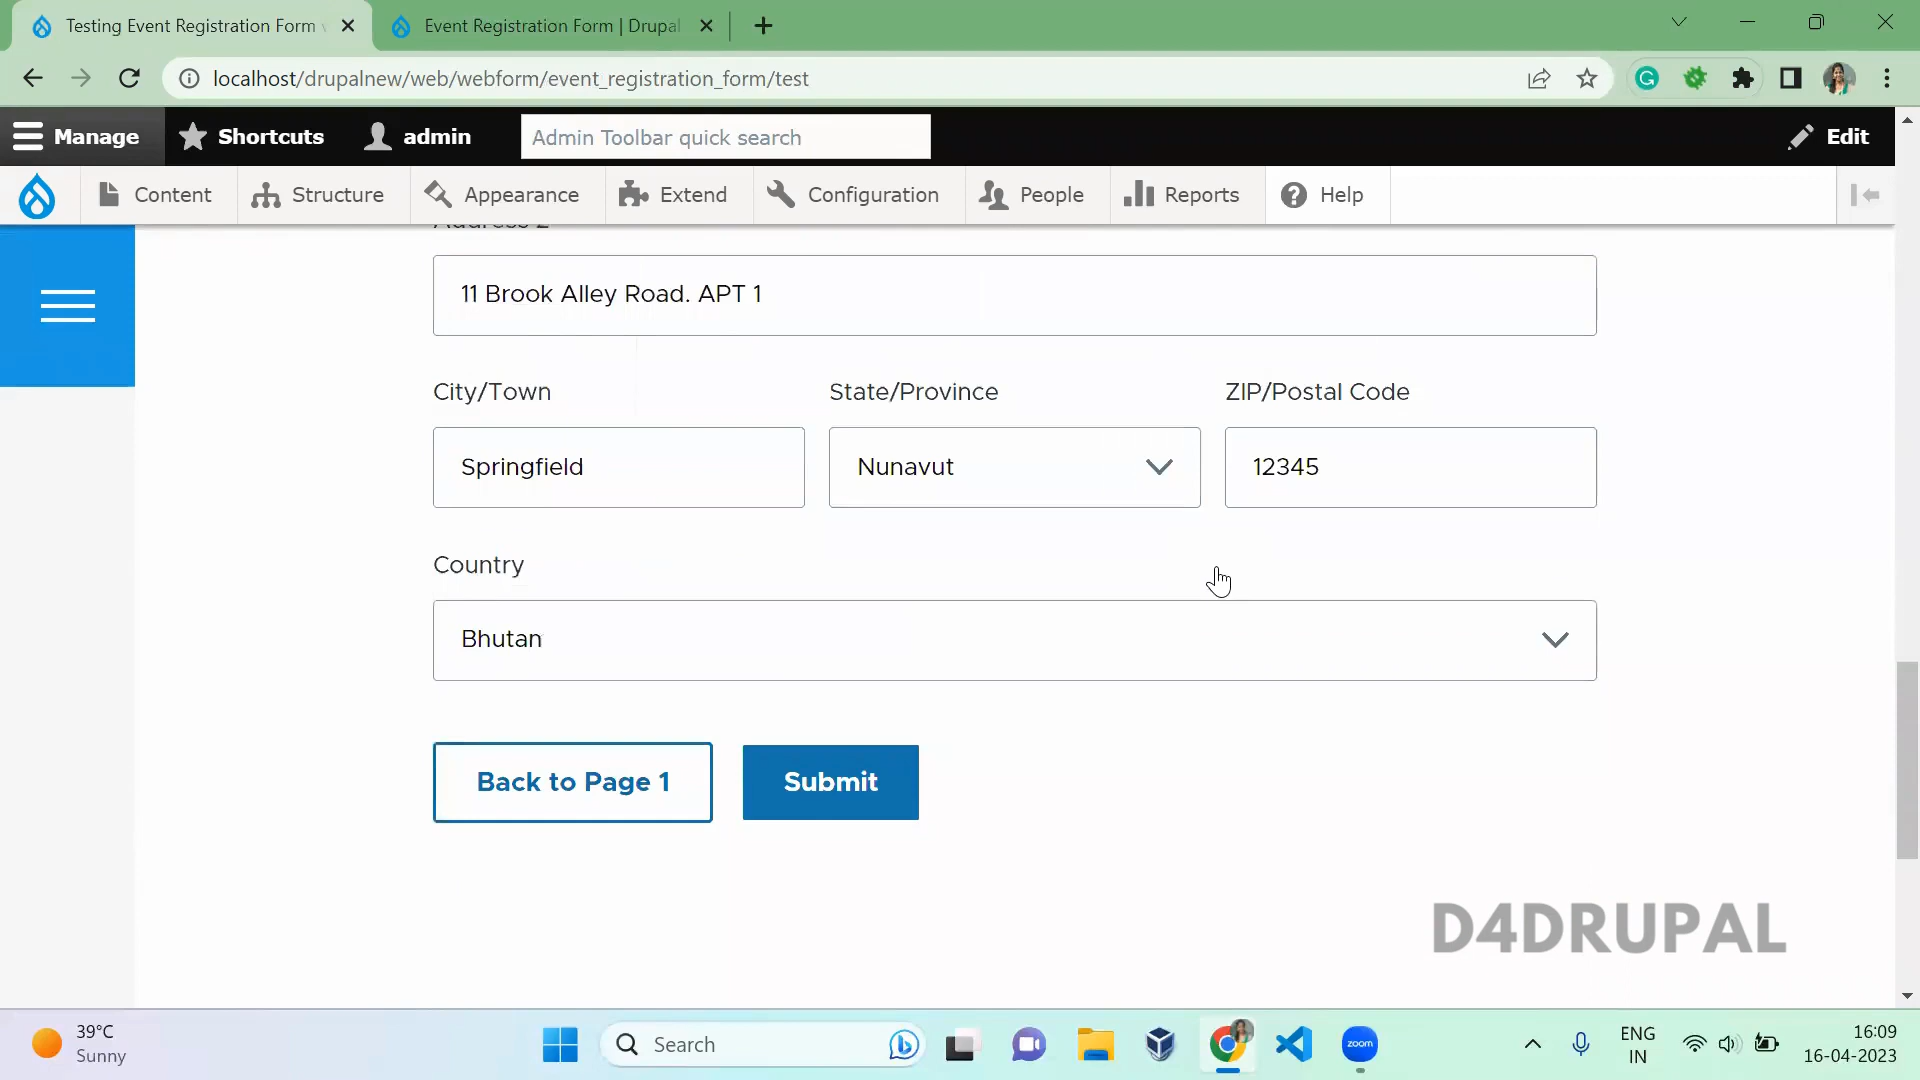 Testing Event Registration Form
Event Registration Form | Drupal
localhost/drupalnew/web/webform/event_registration_form/test
Manage
Shortcuts
admin
Admin Toolbar quick search
Edit
Content
Structure
Appearance
Extend
Configuration
People
Reports
Help
Address 2
11 Brook Alley Road. APT 1
City/Town
State/Province
ZIP/Postal Code
Springfield
Nunavut
12345
Country
Bhutan
Back to Page 1
Submit
D4DRUPAL
39°C
Sunny
Search
zoom
ENG
IN
16:09
16-04-2023